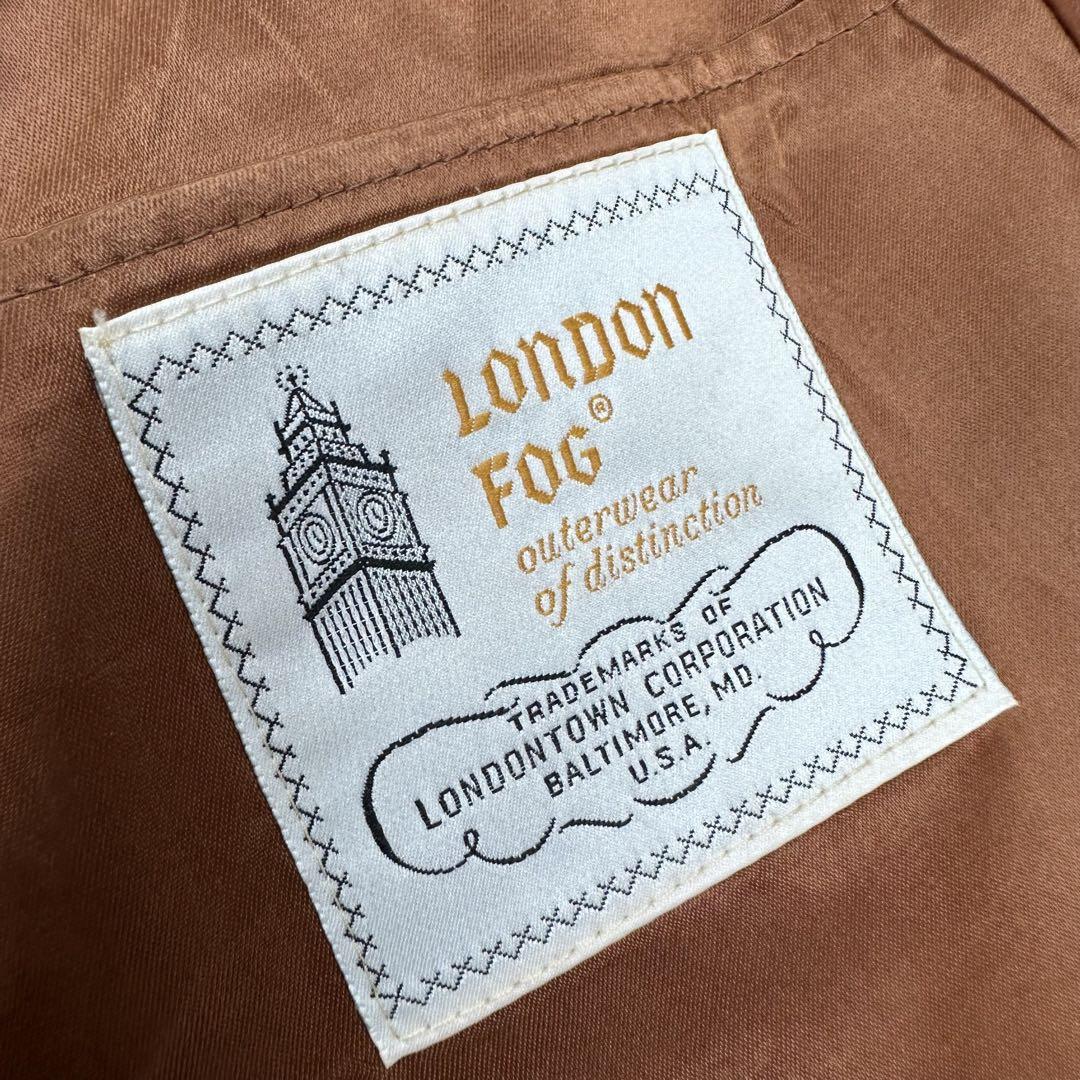 LONDON
FOG®
outerwear
of distinction
TRADEMARKS OF
LONDONTOWN CORPORATION
BALTIMORE, MD.
U.S.A.